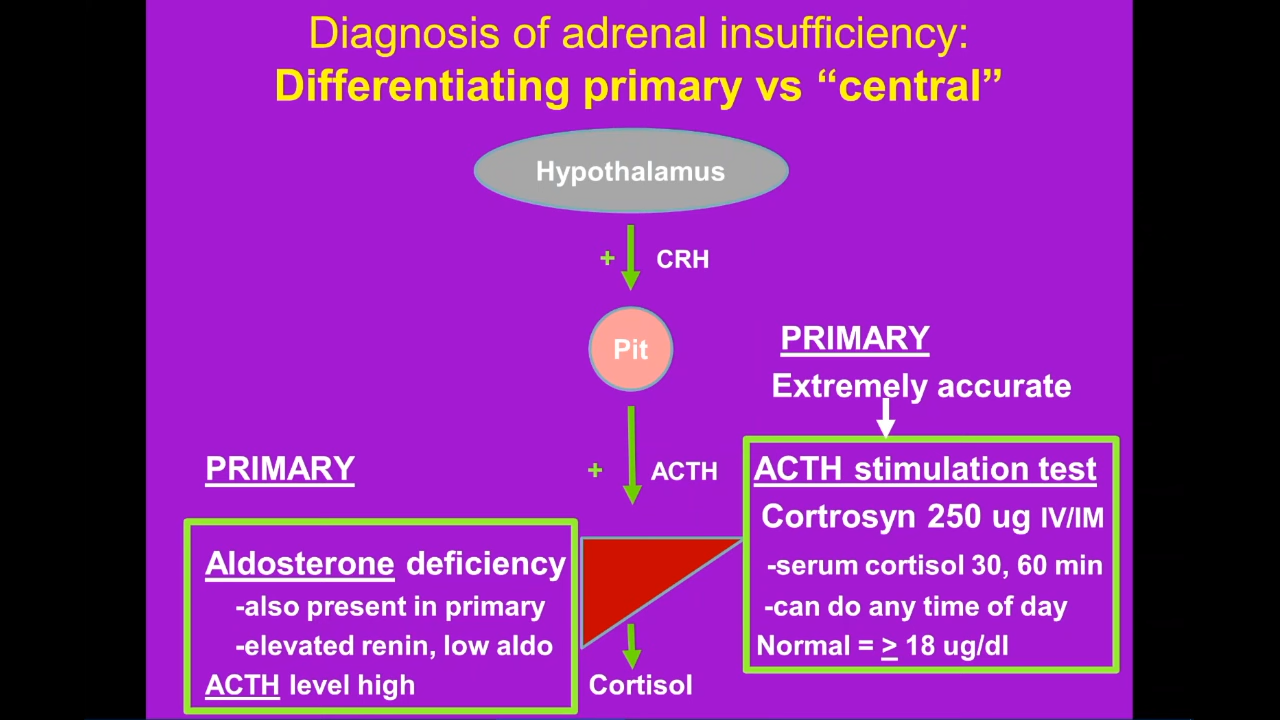 Diagnosis of adrenal insufficiency:
Differentiating primary vs “central”
Hypothalamus
+ CRH
Pit
+ ACTH
Cortisol
PRIMARY
Aldosterone deficiency
-also present in primary
-elevated renin, low aldo
ACTH level high
PRIMARY
Extremely accurate
ACTH stimulation test
Cortrosyn 250 ug IV/IM
-serum cortisol 30, 60 min
-can do any time of day
Normal = ≥ 18 ug/dl